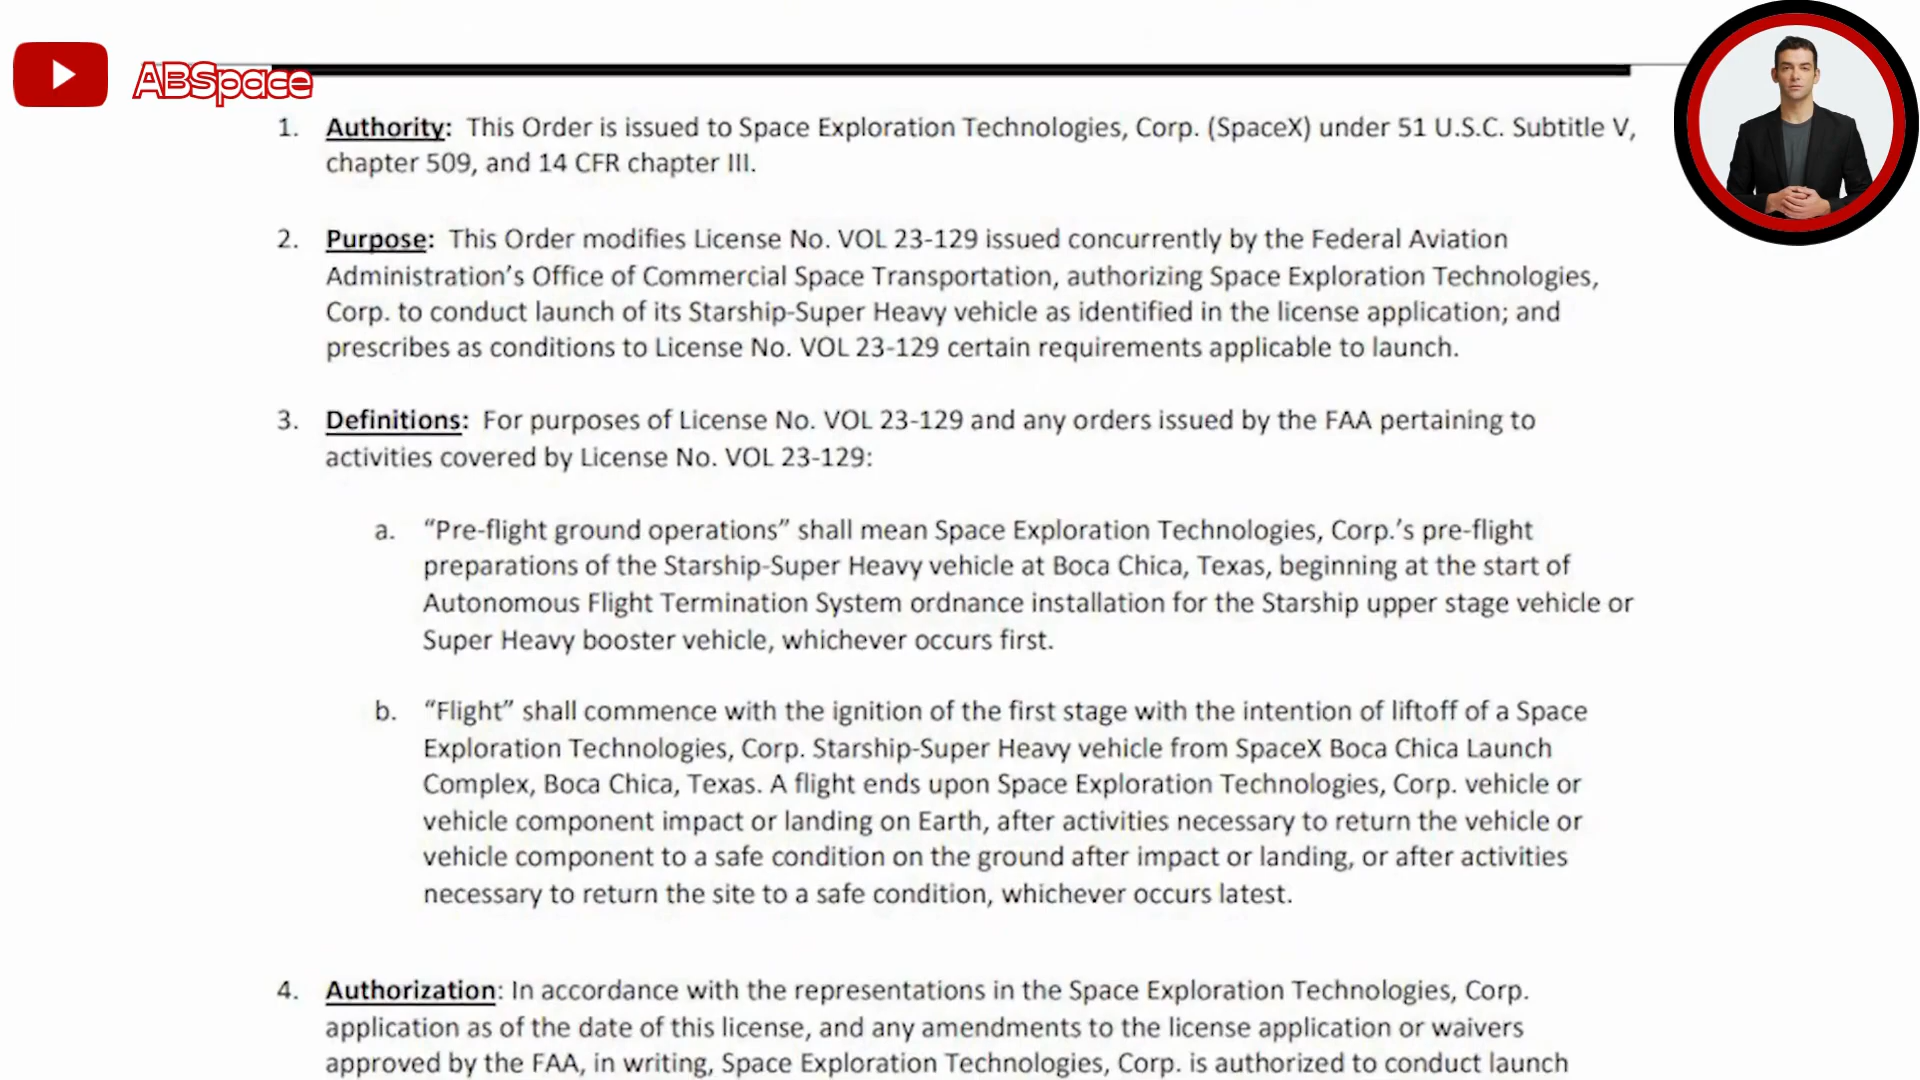 ABSpace
1. Authority: This Order is issued to Space Exploration Technologies, Corp. (SpaceX) under 51 U.S.C. Subtitle V,
chapter 509, and 14 CFR chapter III.
2. Purpose: This Order modifies License No. VOL 23-129 issued concurrently by the Federal Aviation
Administration’s Office of Commercial Space Transportation, authorizing Space Exploration Technologies,
Corp. to conduct launch of its Starship-Super Heavy vehicle as identified in the license application; and
prescribes as conditions to License No. VOL 23-129 certain requirements applicable to launch.
3. Definitions: For purposes of License No. VOL 23-129 and any orders issued by the FAA pertaining to
activities covered by License No. VOL 23-129:
a. “Pre-flight ground operations” shall mean Space Exploration Technologies, Corp.’s pre-flight
preparations of the Starship-Super Heavy vehicle at Boca Chica, Texas, beginning at the start of
Autonomous Flight Termination System ordnance installation for the Starship upper stage vehicle or
Super Heavy booster vehicle, whichever occurs first.
b. “Flight” shall commence with the ignition of the first stage with the intention of liftoff of a Space
Exploration Technologies, Corp. Starship-Super Heavy vehicle from SpaceX Boca Chica Launch
Complex, Boca Chica, Texas. A flight ends upon Space Exploration Technologies, Corp. vehicle or
vehicle component impact or landing on Earth, after activities necessary to return the vehicle or
vehicle component to a safe condition on the ground after impact or landing, or after activities
necessary to return the site to a safe condition, whichever occurs latest.
4. Authorization: In accordance with the representations in the Space Exploration Technologies, Corp.
application as of the date of this license, and any amendments to the license application or waivers
approved by the FAA, in writing, Space Exploration Technologies, Corp. is authorized to conduct launch